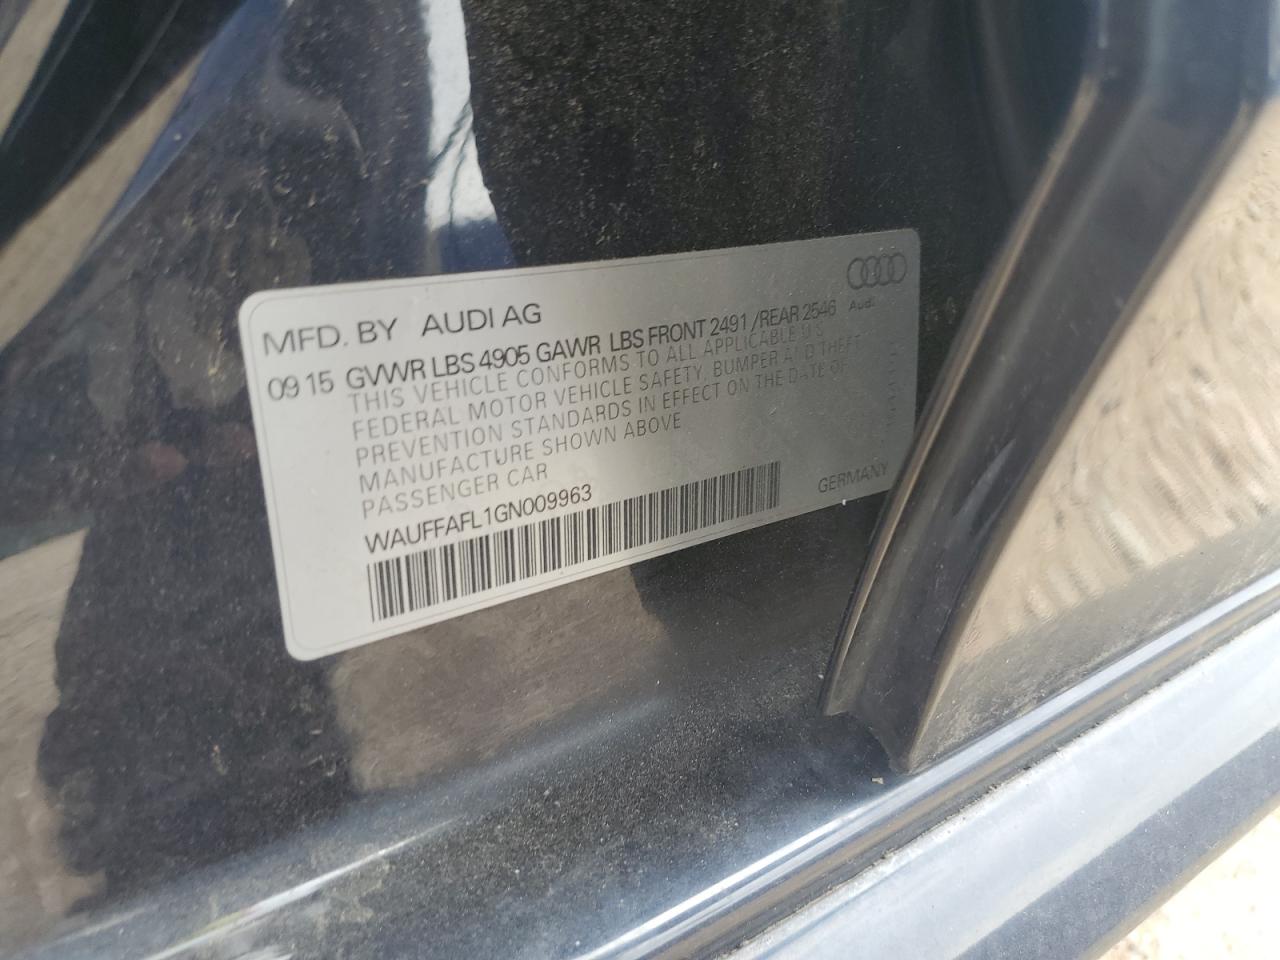 MFD. BY AUDI AG
Audi
09 15 GVWR LBS 4905 GAWR LBS FRONT 2491 /REAR 2546
THIS VEHICLE CONFORMS TO ALL APPLICABLE U.S.
FEDERAL MOTOR VEHICLE SAFETY, BUMPER AND THEFT
PREVENTION STANDARDS IN EFFECT ON THE DATE OF
MANUFACTURE SHOWN ABOVE
PASSENGER CAR
WAUFFAFL1GN009963
GERMANY